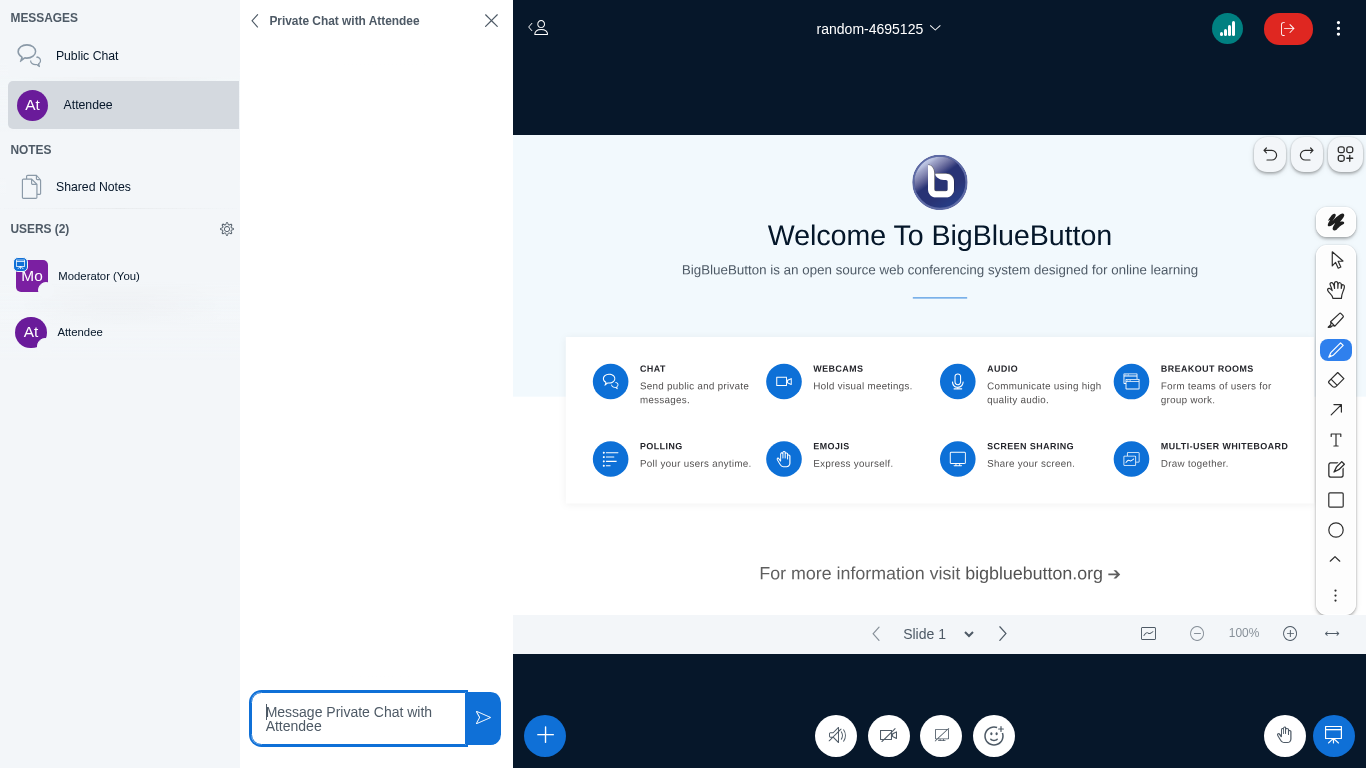 MESSAGES
Public Chat
At
Attendee
NOTES
Shared Notes
USERS (2)
Mo
Moderator (You)
At
Attendee
Private Chat with Attendee
Message Private Chat with
Attendee
random-4695125
Welcome To BigBlueButton
BigBlueButton is an open source web conferencing system designed for online learning
CHAT
Send public and private
messages.
WEBCAMS
Hold visual meetings.
AUDIO
Communicate using high
quality audio.
BREAKOUT ROOMS
Form teams of users for
group work.
POLLING
Poll your users anytime.
EMOJIS
Express yourself.
SCREEN SHARING
Share your screen.
MULTI-USER WHITEBOARD
Draw together.
For more information visit bigbluebutton.org →
Slide 1
100%